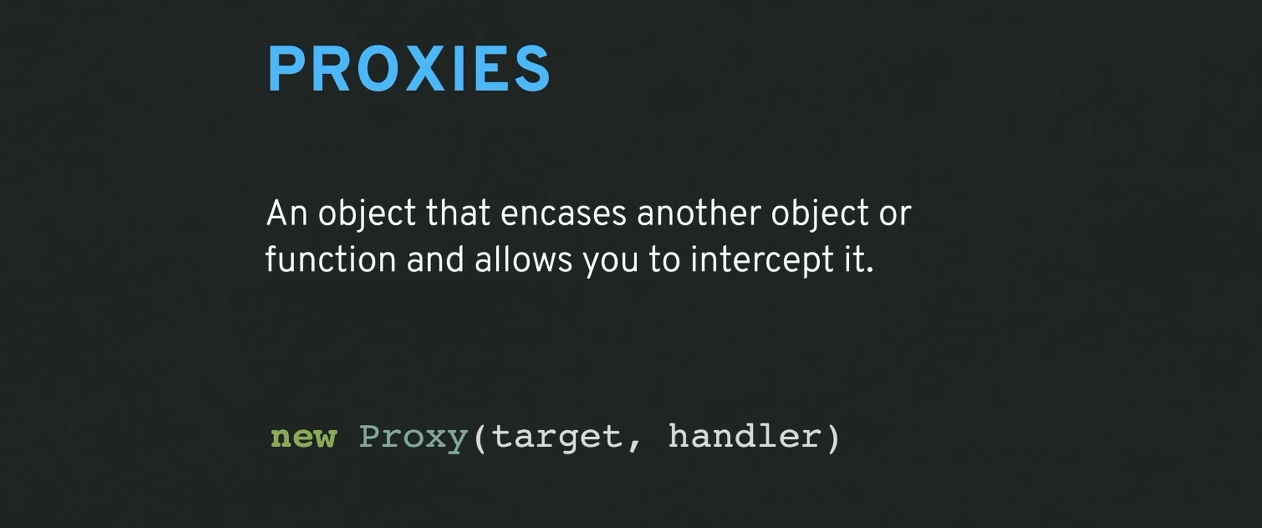 PROXIES
An object that encases another object or
function and allows you to intercept it.
new Proxy(target, handler)